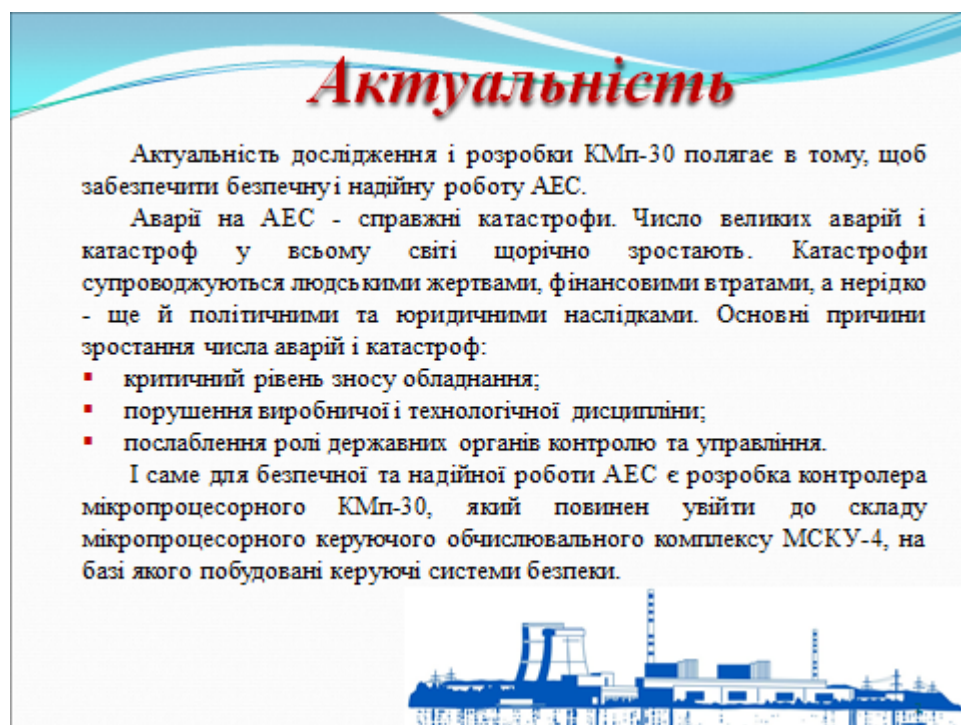 Актуальність
Актуальність дослідження і розробки КМп-30 полягає в тому, щоб
забезпечити безпечну і надійну роботу АЕС.
Аварії на АЕС - справжні катастрофи. Число великих аварій і
катастроф у всьому світі щорічно зростають. Катастрофи
супроводжуються людськими жертвами, фінансовими втратами, а нерідко
- ще й політичними та юридичними наслідками. Основні причини
зростання числа аварій і катастроф:
▪ критичний рівень зносу обладнання;
▪ порушення виробничої і технологічної дисципліни;
▪ послаблення ролі державних органів контролю та управління.
І саме для безпечної та надійної роботи АЕС є розробка контролера
мікропроцесорного КМп-30, який повинен увійти до складу
мікропроцесорного керуючого обчислювального комплексу МСКУ-4, на
базі якого побудовані керуючі системи безпеки.